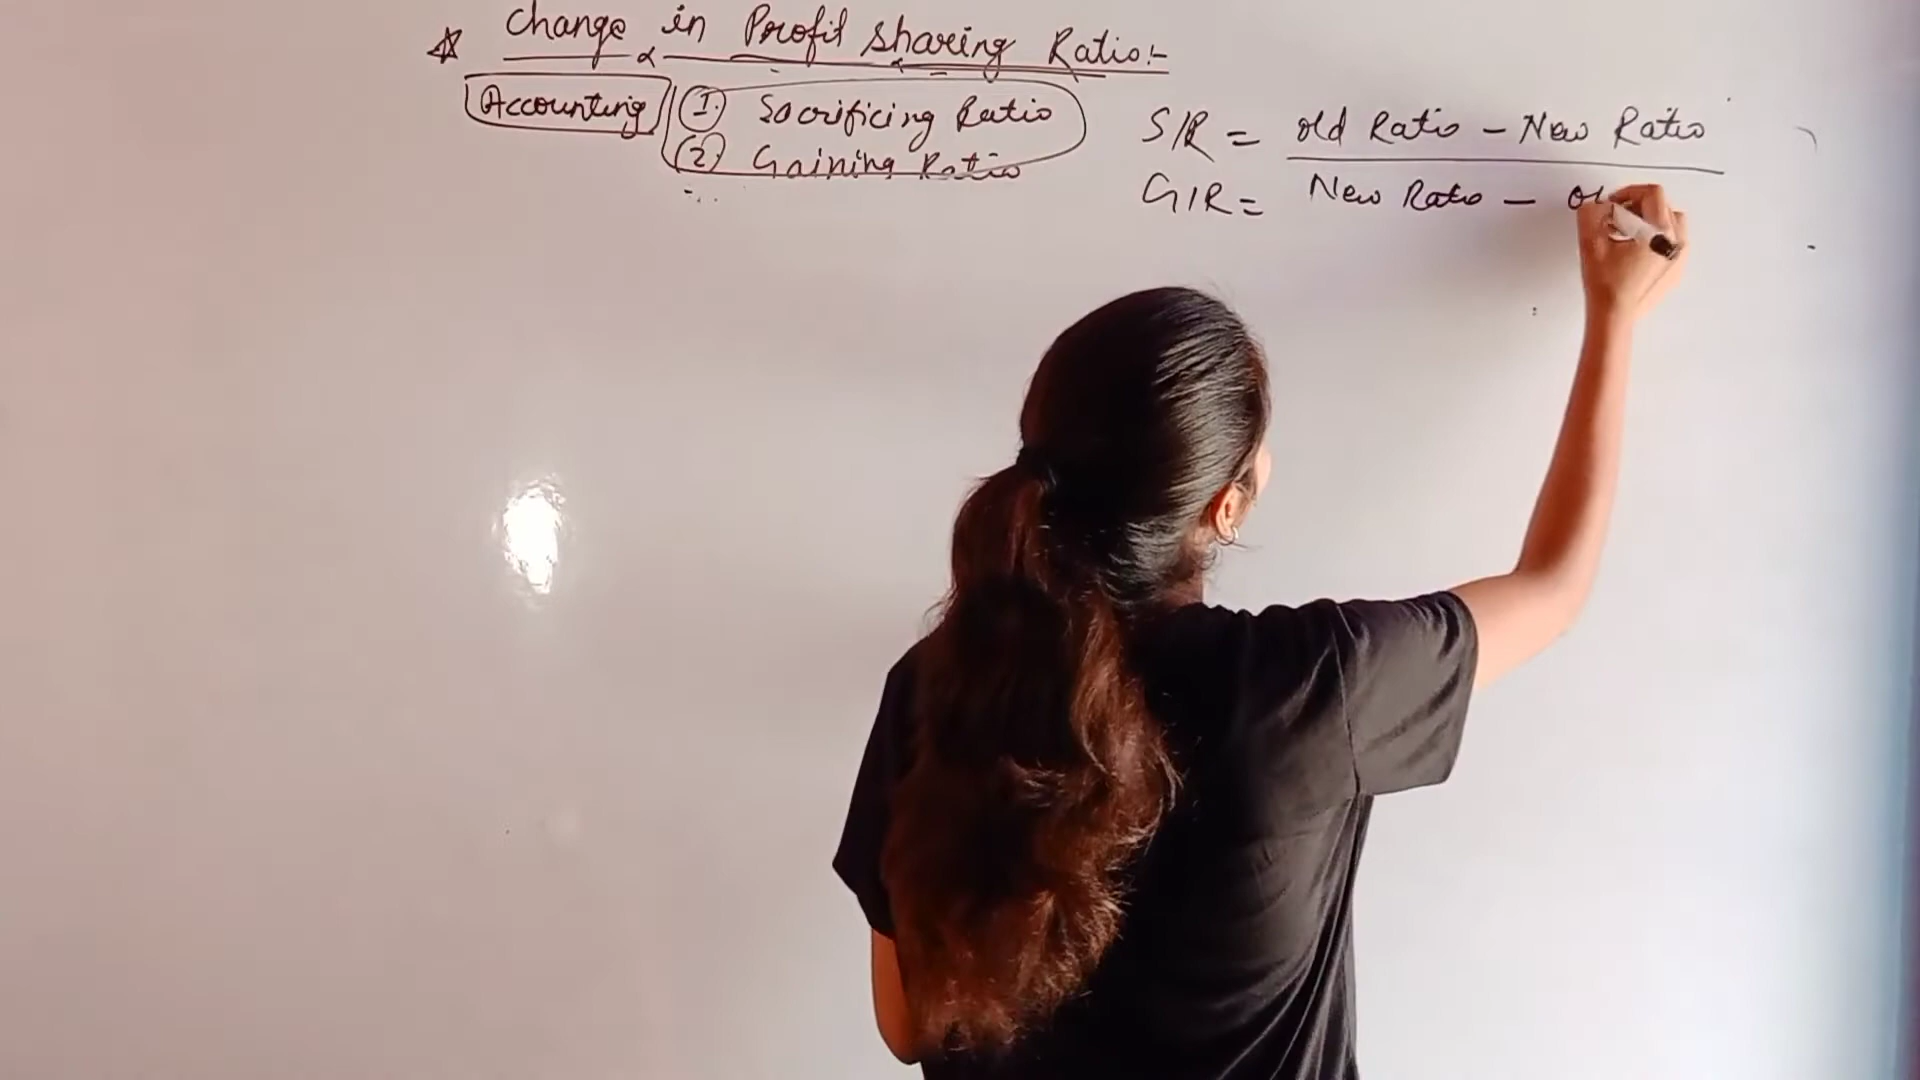 Change in Profit Sharing Ratio:-
Accounting
1. Sacrificing Ratio
(2) Gaining Ratio
S/R = old Ratio - New Ratio
G/R = New Ratio - Ol